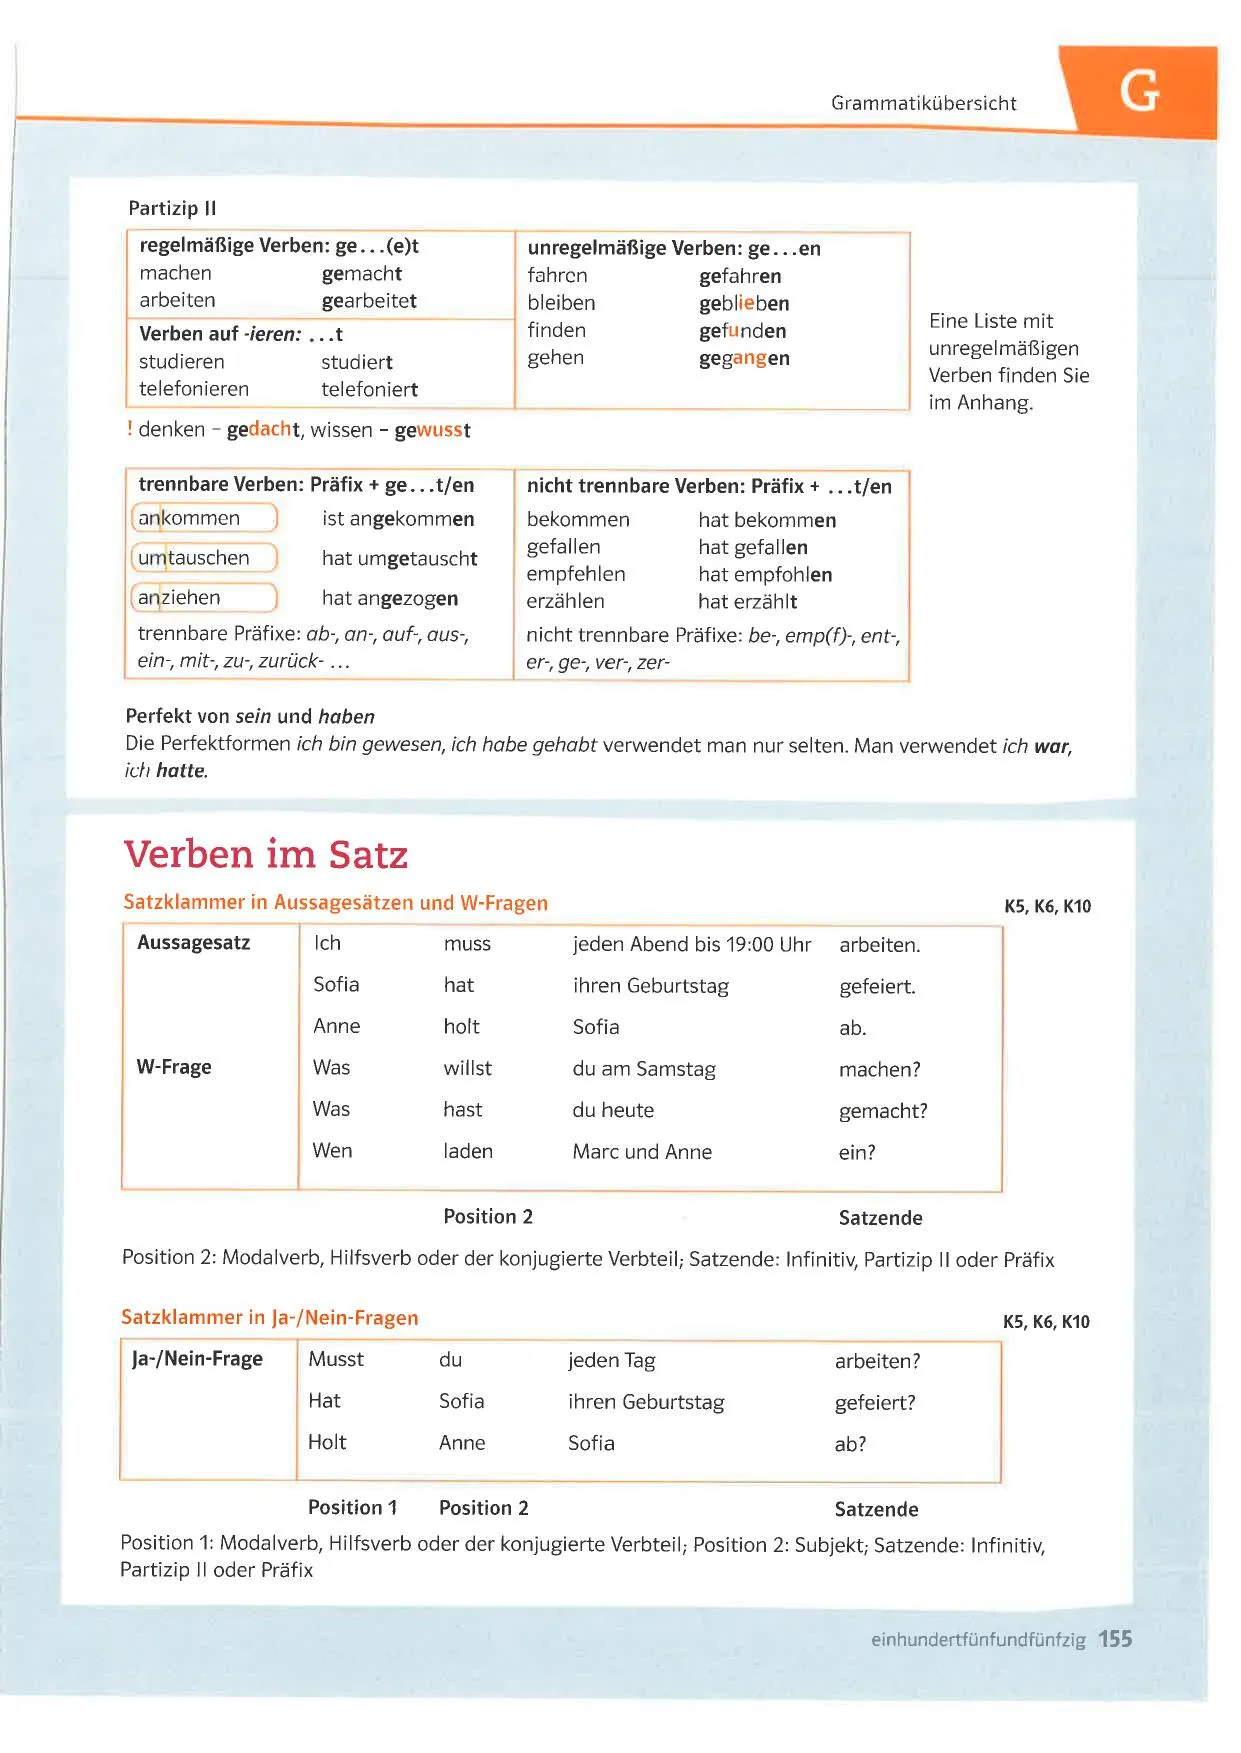 Grammatikübersicht
G
Partizip II
regelmäßige Verben: ge...(e)t
machen gemacht
arbeiten gearbeitet
Verben auf -ieren: ...t
studieren studiert
telefonieren telefoniert
unregelmäßige Verben: ge...en
fahren gefahren
bleiben geblieben
finden gefunden
gehen gegangen
Eine Liste mit
unregelmäßigen
Verben finden Sie
im Anhang.
! denken – gedacht, wissen – gewusst
trennbare Verben: Präfix + ge...t/en
ankommen ist angekommen
umtauschen hat umgetauscht
anziehen hat angezogen
trennbare Präfixe: ab-, an-, auf-, aus-,
ein-, mit-, zu-, zurück- ...
nicht trennbare Verben: Präfix + ...t/en
bekommen hat bekommen
gefallen hat gefallen
empfehlen hat empfohlen
erzählen hat erzählt
nicht trennbare Präfixe: be-, emp(f)-, ent-,
er-, ge-, ver-, zer-
Perfekt von sein und haben
Die Perfektformen ich bin gewesen, ich habe gehabt verwendet man nur selten. Man verwendet ich war,
ich hatte.
Verben im Satz
Satzklammer in Aussagesätzen und W-Fragen K5, K6, K10
Aussagesatz Ich muss jeden Abend bis 19:00 Uhr arbeiten.
Sofia hat ihren Geburtstag gefeiert.
Anne holt Sofia ab.
W-Frage Was willst du am Samstag machen?
Was hast du heute gemacht?
Wen laden Marc und Anne ein?
Position 2 Satzende
Position 2: Modalverb, Hilfsverb oder der konjugierte Verbteil; Satzende: Infinitiv, Partizip II oder Präfix
Satzklammer in Ja-/Nein-Fragen K5, K6, K10
Ja-/Nein-Frage Musst du jeden Tag arbeiten?
Hat Sofia ihren Geburtstag gefeiert?
Holt Anne Sofia ab?
Position 1 Position 2 Satzende
Position 1: Modalverb, Hilfsverb oder der konjugierte Verbteil; Position 2: Subjekt; Satzende: Infinitiv,
Partizip II oder Präfix
einhundertfünfundfünfzig 155